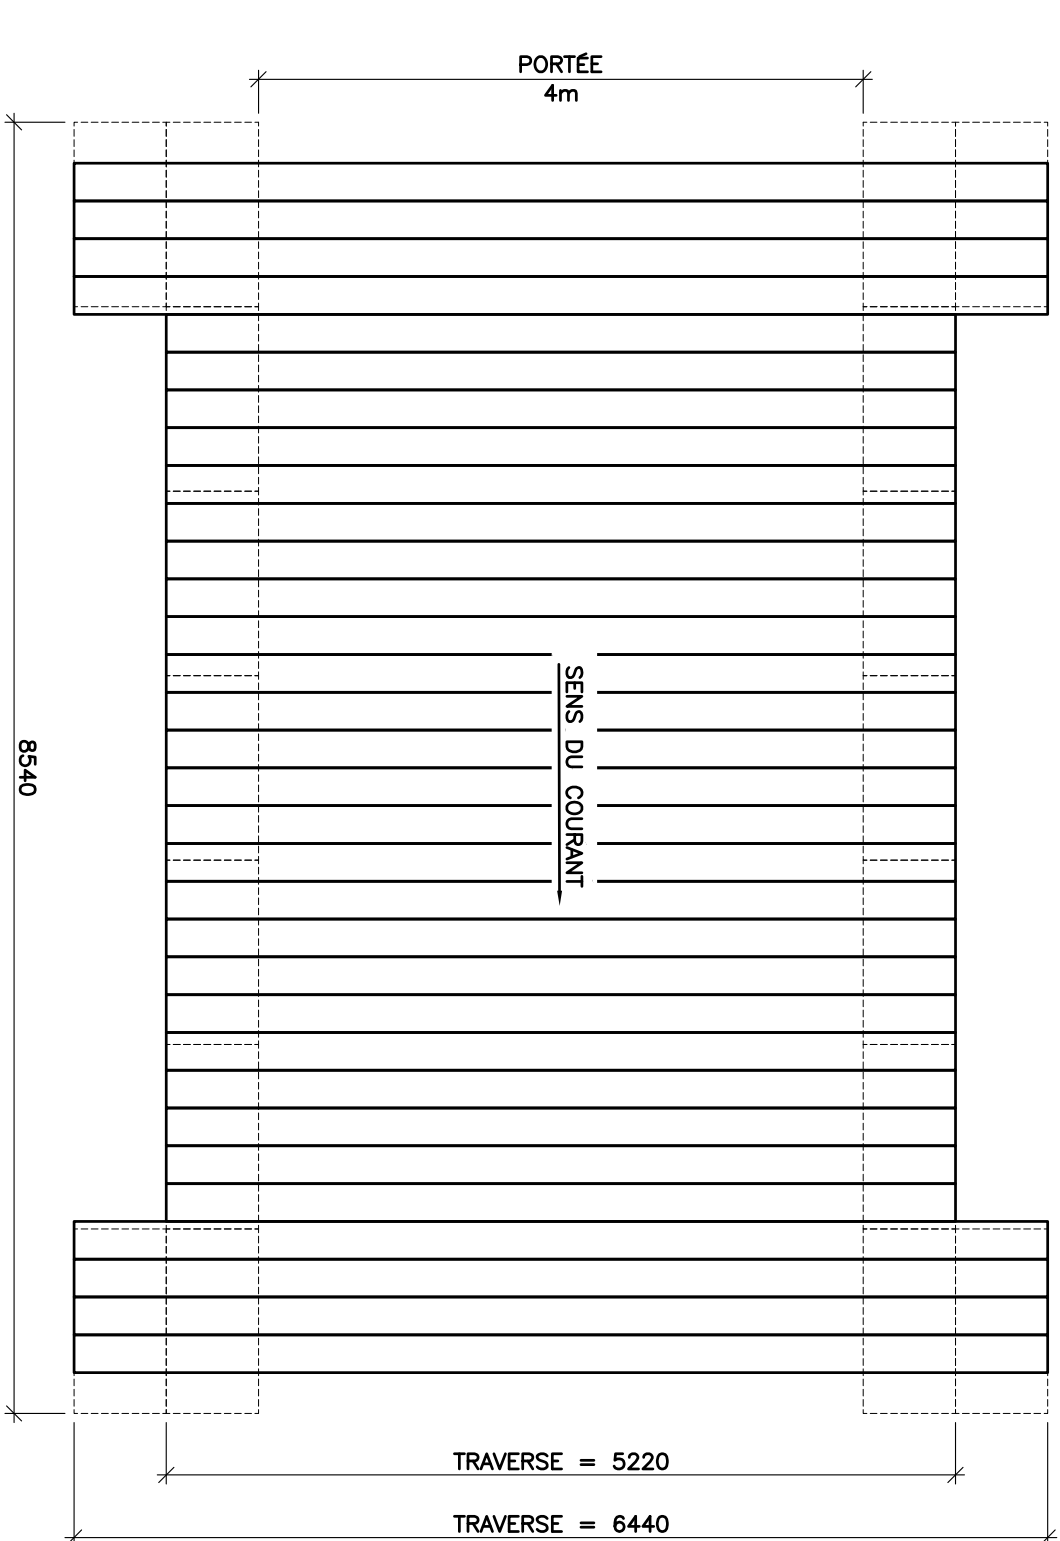 PORTÉE
4m
SENS DU COURANT
8540
TRAVERSE = 5220
TRAVERSE = 6440